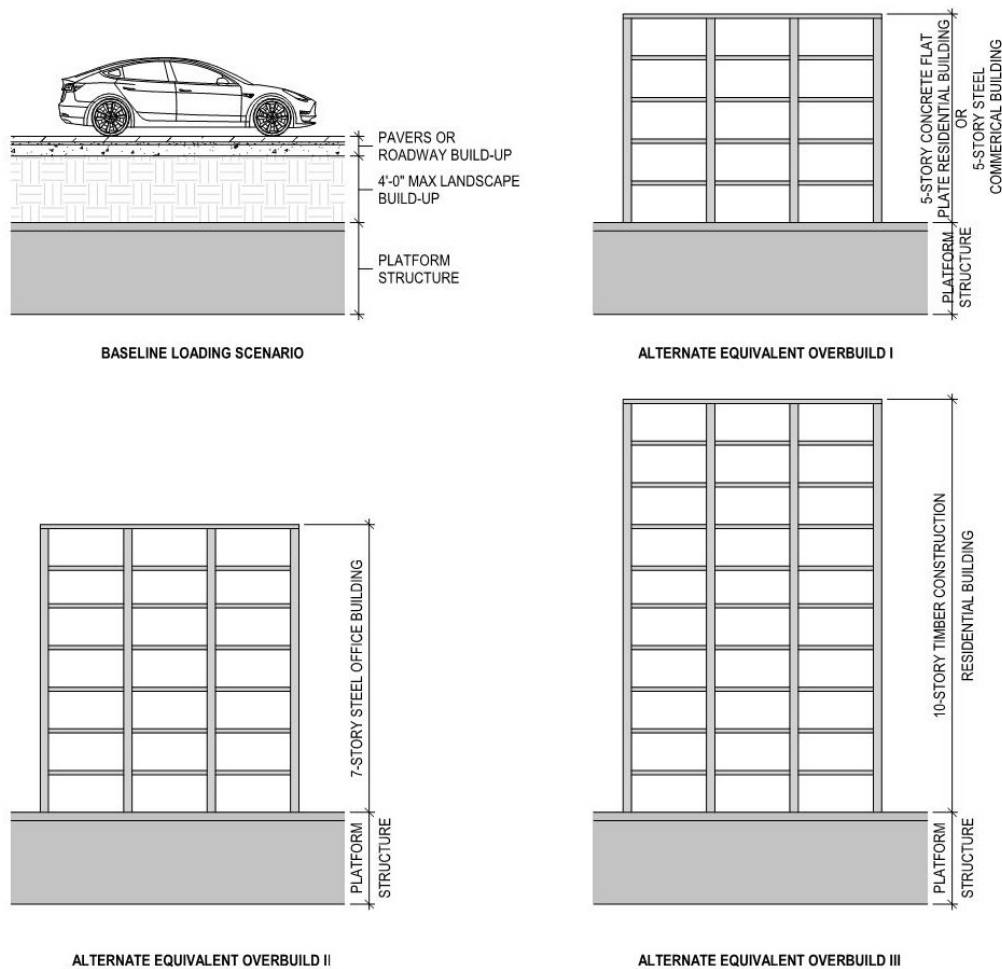 PAVERS OR
ROADWAY BUILD-UP
4'-0" MAX LANDSCAPE
BUILD-UP
PLATFORM
STRUCTURE
BASELINE LOADING SCENARIO
5-STORY CONCRETE FLAT
PLATE RESIDENTIAL BUILDING
OR
5-STORY STEEL
COMMERICAL BUILDING
PLATFORM
STRUCTURE
ALTERNATE EQUIVALENT OVERBUILD I
7-STORY STEEL OFFICE BUILDING
PLATFORM
STRUCTURE
ALTERNATE EQUIVALENT OVERBUILD II
10-STORY TIMBER CONSTRUCTION
RESIDENTIAL BUILDING
PLATFORM
STRUCTURE
ALTERNATE EQUIVALENT OVERBUILD III